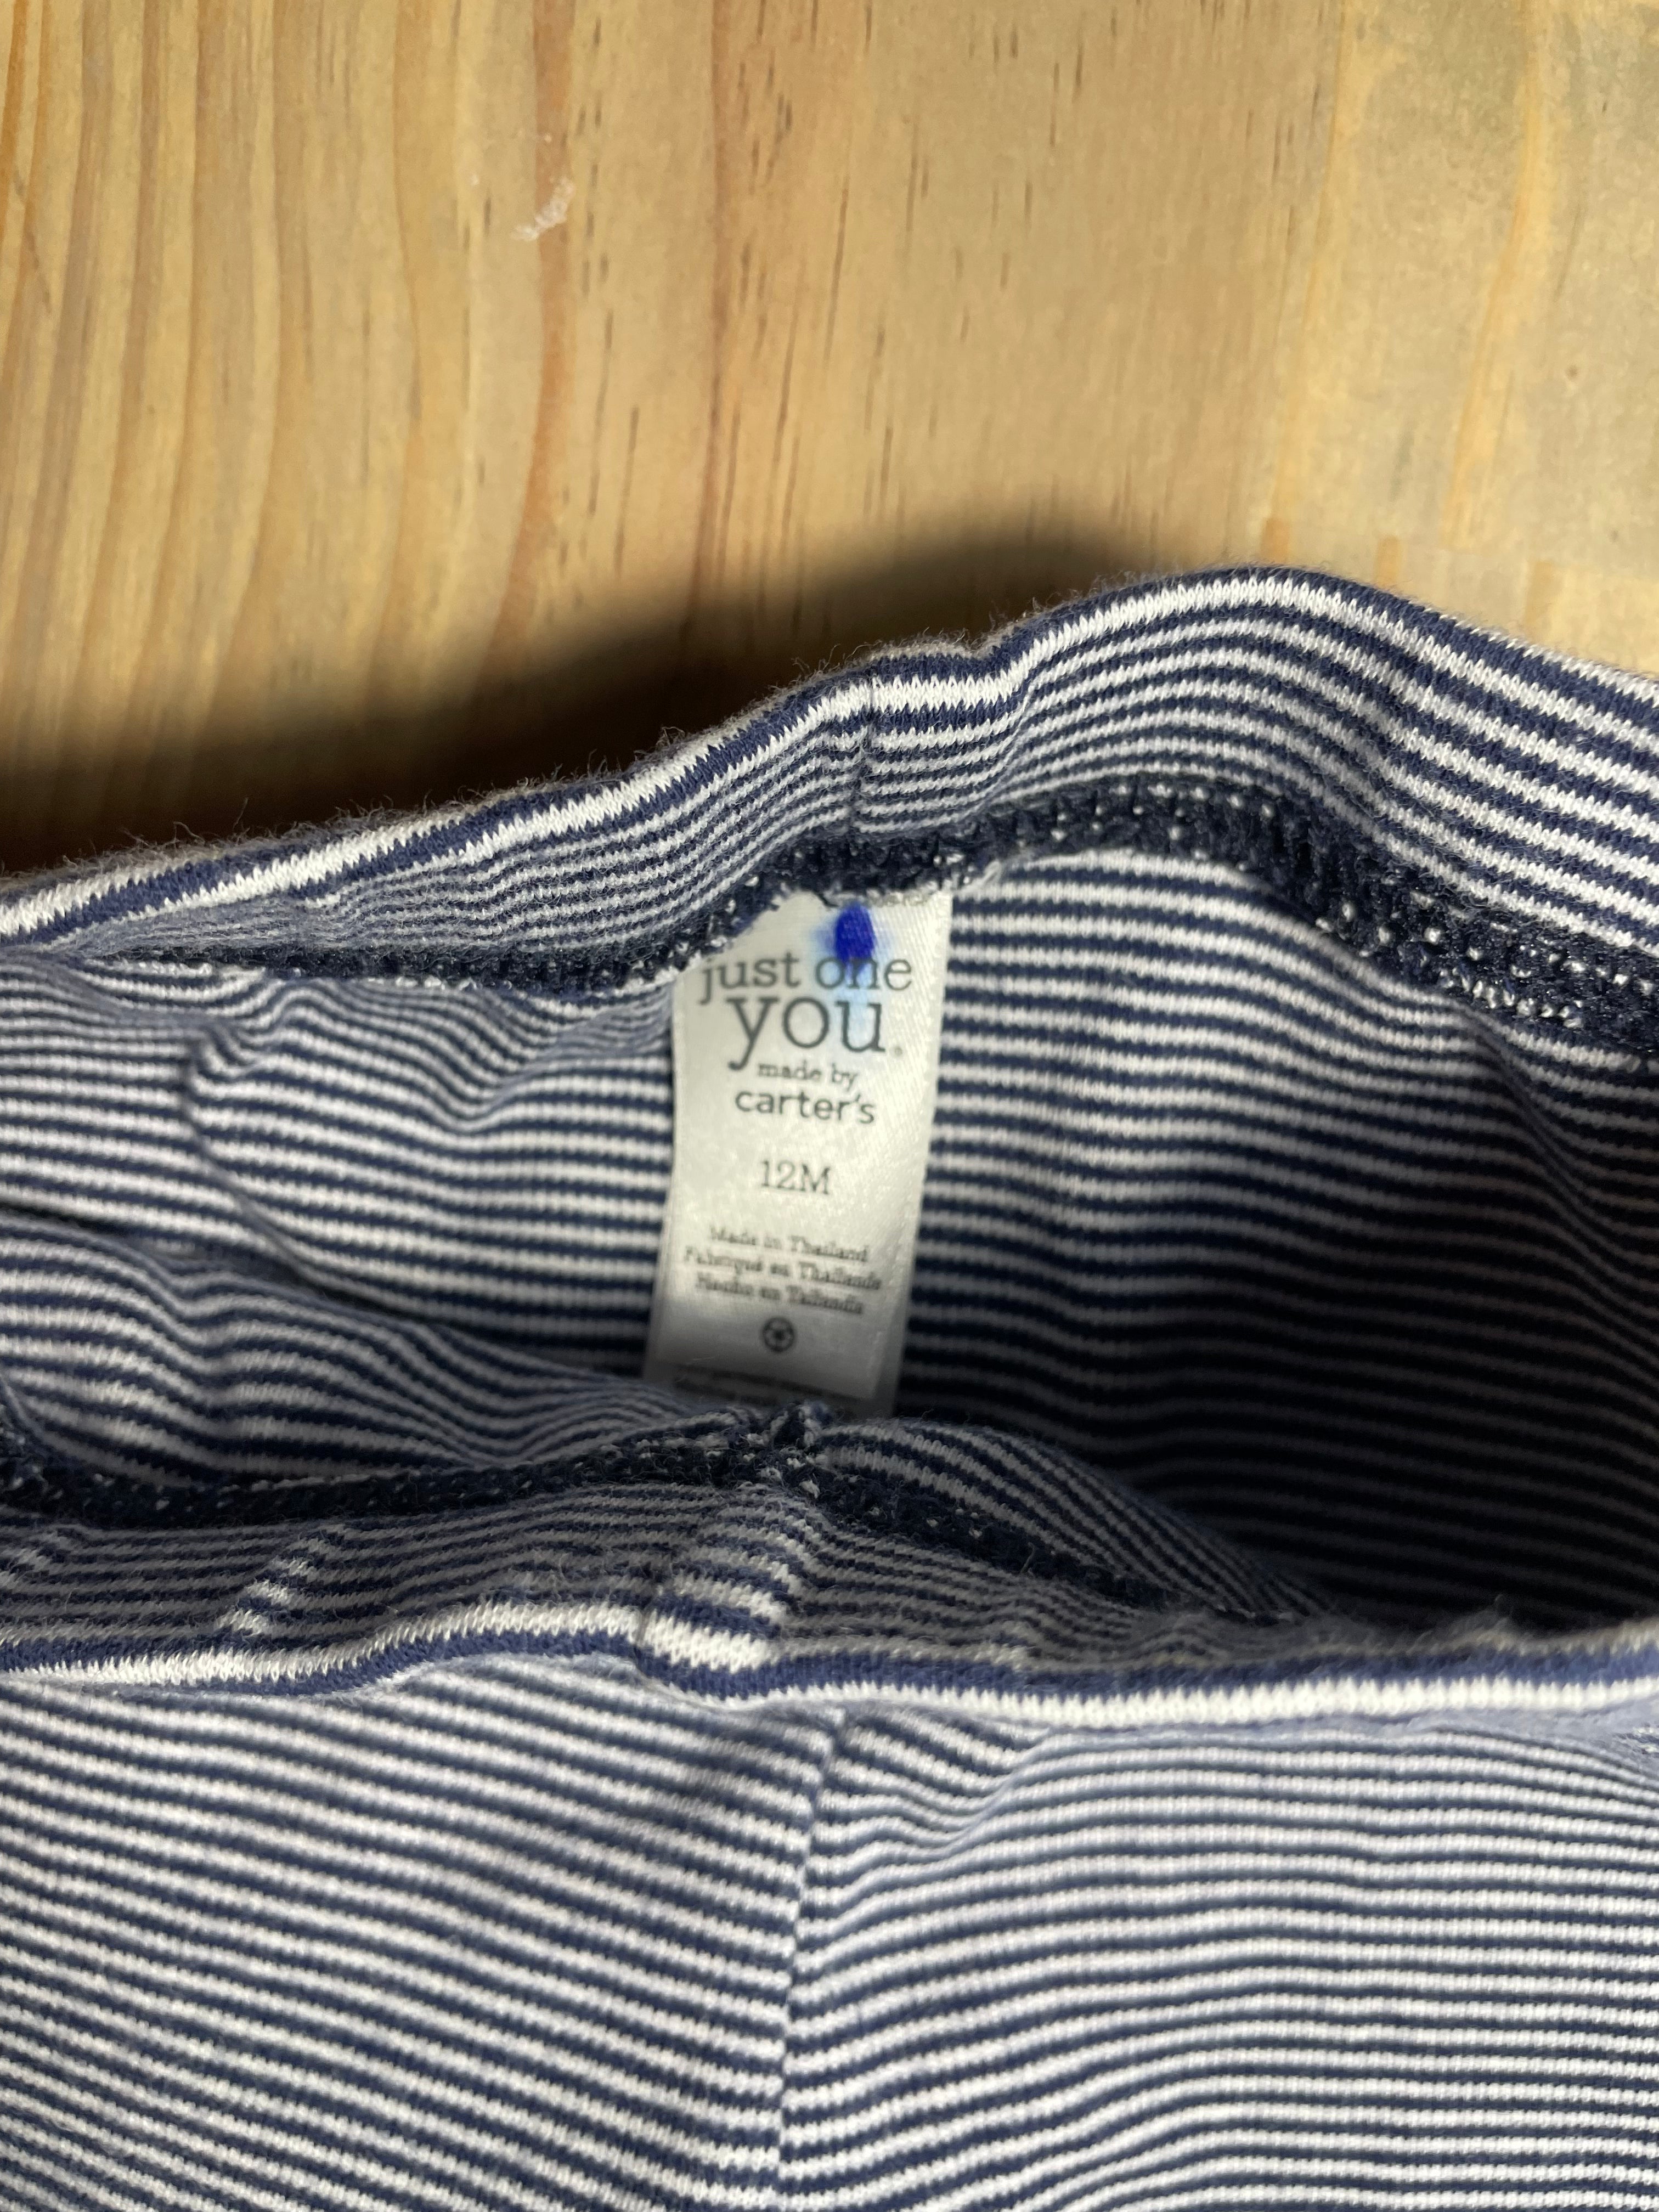 just one
you.
made by
carter's
12M
Made in Thailand
Fabriqué en Thaïlande
Hecho en Tailandia